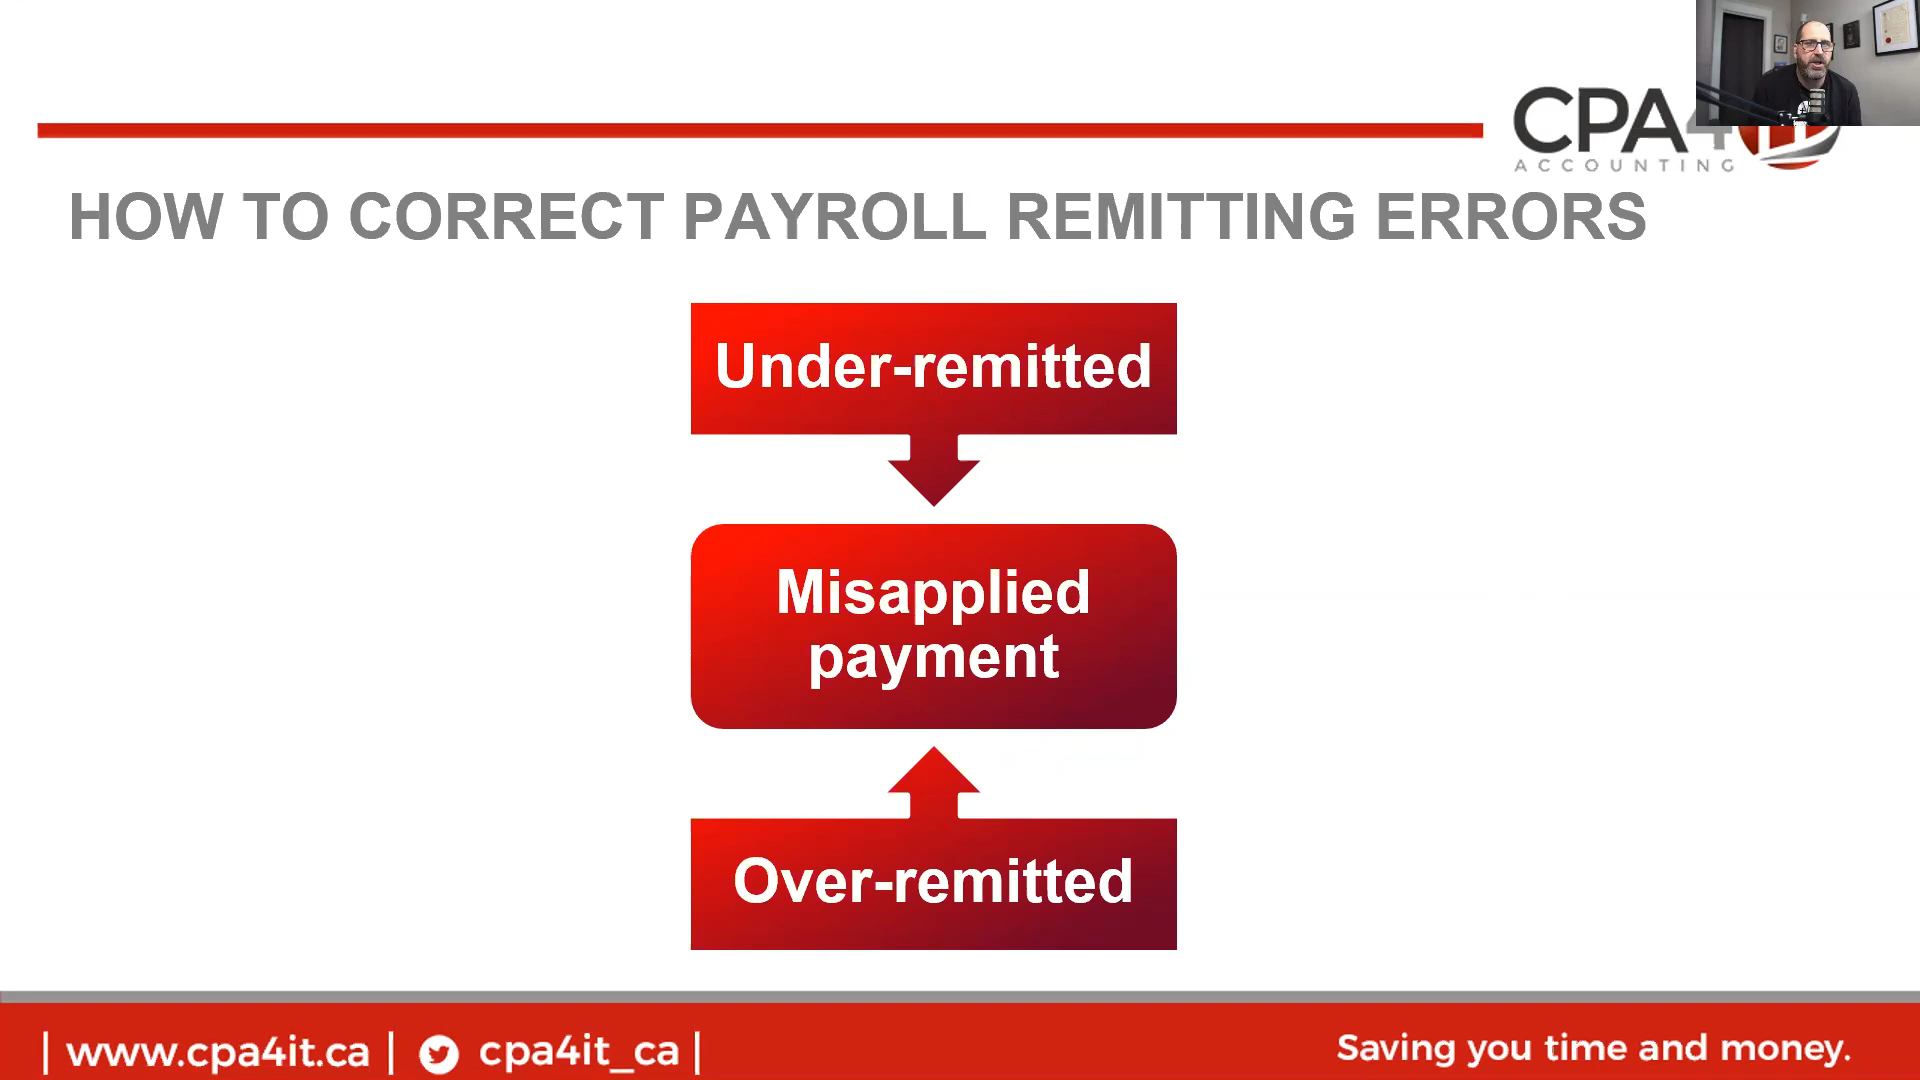 CPA4
ACCOUNTING
HOW TO CORRECT PAYROLL REMITTING ERRORS
Under-remitted
Misapplied
payment
Over-remitted
| www.cpa4it.ca | cpa4it_ca |
Saving you time and money.